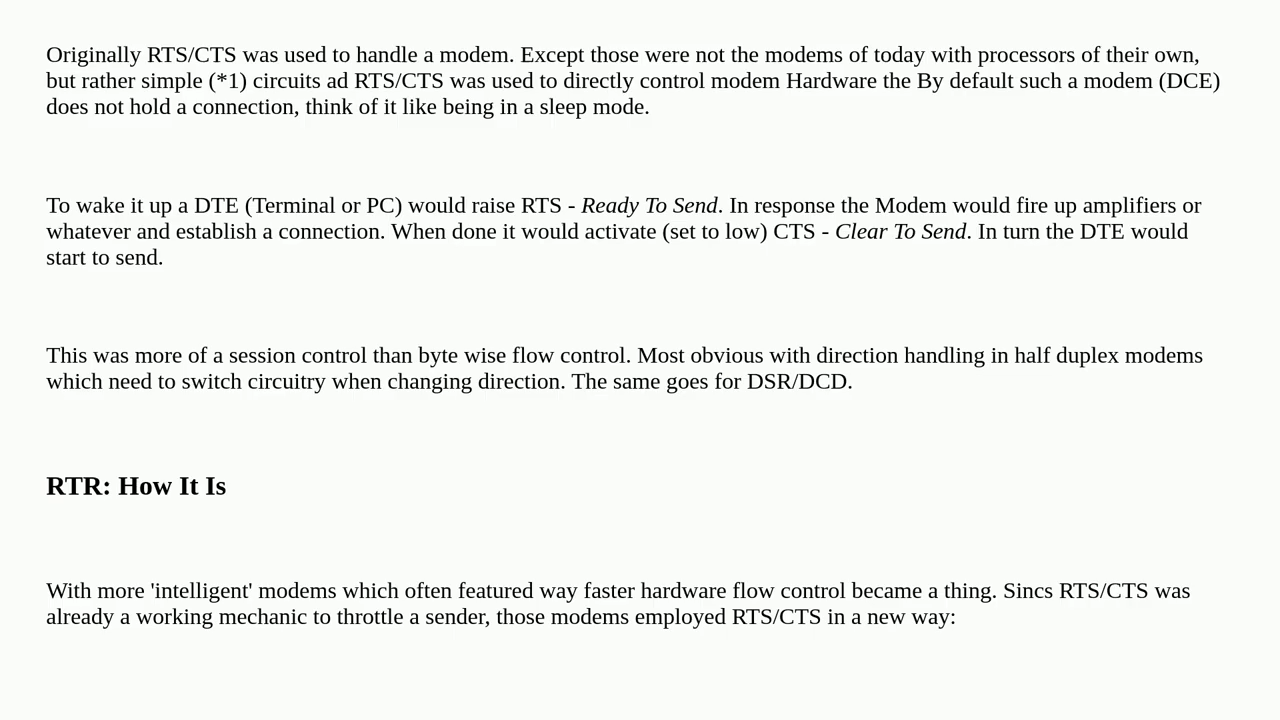 Originally RTS/CTS was used to handle a modem. Except those were not the modems of today with processors of their own,
but rather simple (*1) circuits ad RTS/CTS was used to directly control modem Hardware the By default such a modem (DCE)
does not hold a connection, think of it like being in a sleep mode.
To wake it up a DTE (Terminal or PC) would raise RTS - Ready To Send. In response the Modem would fire up amplifiers or
whatever and establish a connection. When done it would activate (set to low) CTS - Clear To Send. In turn the DTE would
start to send.
This was more of a session control than byte wise flow control. Most obvious with direction handling in half duplex modems
which need to switch circuitry when changing direction. The same goes for DSR/DCD.
RTR: How It Is
With more 'intelligent' modems which often featured way faster hardware flow control became a thing. Sincs RTS/CTS was
already a working mechanic to throttle a sender, those modems employed RTS/CTS in a new way: